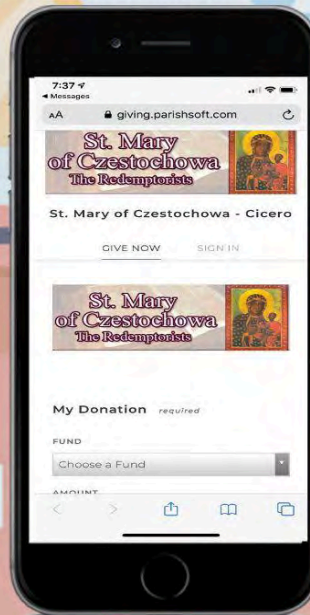 7:37
◄ Messages
AA giving.parishsoft.com
St. Mary
of Czestochowa
The Redemptorists
St. Mary of Czestochowa - Cicero
GIVE NOW SIGN IN
St. Mary
of Czestochowa
The Redemptorists
My Donation required
FUND
Choose a Fund
AMOUNT